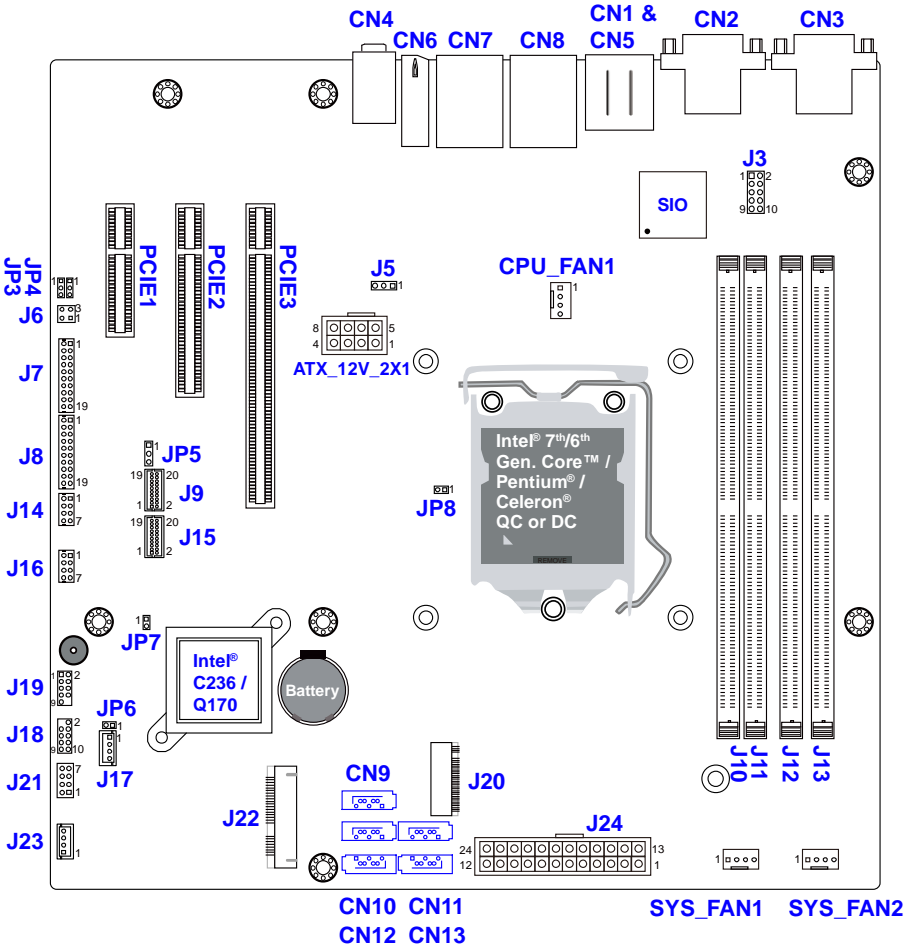 CN4
CN6
CN7
CN8
CN1 &
CN5
CN2
CN3
J3
1 2
9 10
SIO
PCIE1
PCIE2
PCIE3
J5
1
CPU_FAN1
1
JP4
JP3
1 1
J6
3
1
8 5
4 1
ATX_12V_2X1
J7
1
19
J8
1
19
JP5
1
J9
19 20
1 2
J14
1
7
J15
19 20
1 2
J16
1
7
JP8
1
Intel® 7th/6th
Gen. Core™ /
Pentium® /
Celeron®
QC or DC
REMOVE
JP7
1
Intel®
C236 /
Q170
Battery
J19
1 2
9
JP6
1
J18
2
9 10
J17
1
J21
7
1
J10
J11
J12
J13
CN9
J20
J22
J23
1
J24
24 13
12 1
1
1
CN10 CN11
CN12 CN13
SYS_FAN1
SYS_FAN2